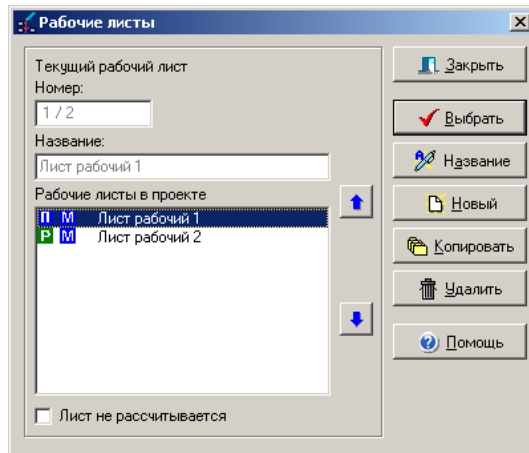 Рабочие листы
Текущий рабочий лист
Номер:
1 / 2
Название:
Лист рабочий 1
Рабочие листы в проекте
П М Лист рабочий 1
Р М Лист рабочий 2
Лист не рассчитывается
Закрыть
Выбрать
Название
Новый
Копировать
Удалить
Помощь